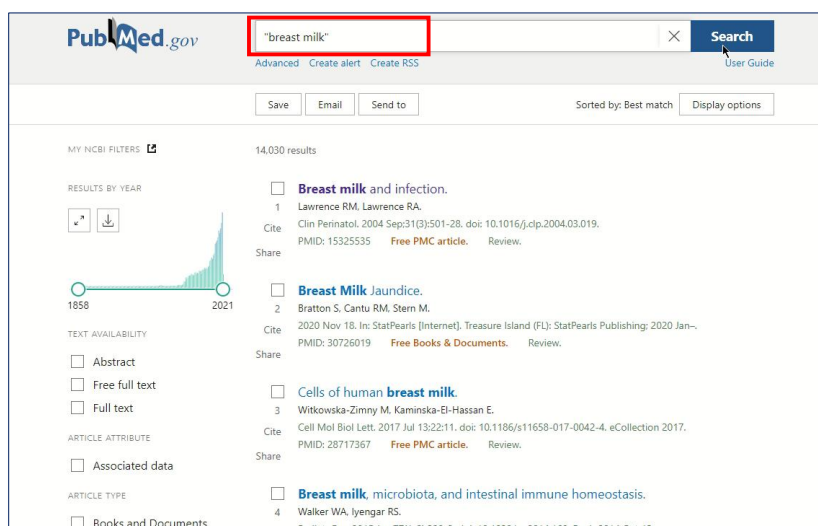 PubMed.gov
"breast milk"
Search
Advanced Create alert Create RSS
User Guide
Save Email Send to
Sorted by: Best match Display options
MY NCBI FILTERS
14,030 results
RESULTS BY YEAR
1858 2021
TEXT AVAILABILITY
Abstract
Free full text
Full text
ARTICLE ATTRIBUTE
Associated data
ARTICLE TYPE
Books and Documents
Breast milk and infection.
1 Lawrence RM, Lawrence RA.
Cite Clin Perinatol. 2004 Sep;31(3):501-28. doi: 10.1016/j.clp.2004.03.019.
PMID: 15325535 Free PMC article. Review.
Share
Breast Milk Jaundice.
2 Bratton S, Cantu RM, Stern M.
Cite 2020 Nov 18. In: StatPearls [Internet]. Treasure Island (FL): StatPearls Publishing; 2020 Jan–.
PMID: 30726019 Free Books & Documents. Review.
Share
Cells of human breast milk.
3 Witkowska-Zimny M, Kaminska-El-Hassan E.
Cite Cell Mol Biol Lett. 2017 Jul 13;22:11. doi: 10.1186/s11658-017-0042-4. eCollection 2017.
PMID: 28717367 Free PMC article. Review.
Share
Breast milk, microbiota, and intestinal immune homeostasis.
4 Walker WA, Iyengar RS.